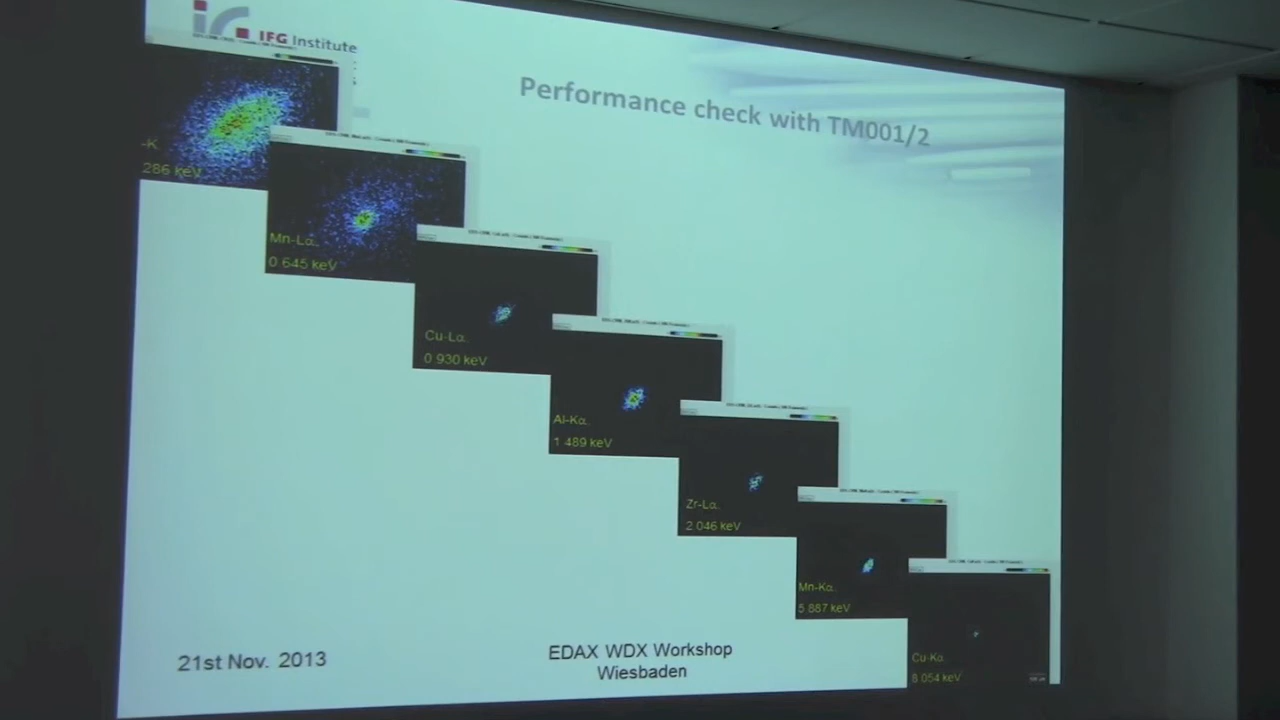 IFG Institute
Performance check with TM001/2
-K
286 keV
Mn-Lα
0.645 keV
Cu-Lα
0.930 keV
Al-Kα
1.489 keV
Zr-Lα
2.046 keV
Mn-Kα
5.887 keV
Cu-Kα
8.054 keV
21st Nov. 2013
EDAX WDX Workshop
Wiesbaden